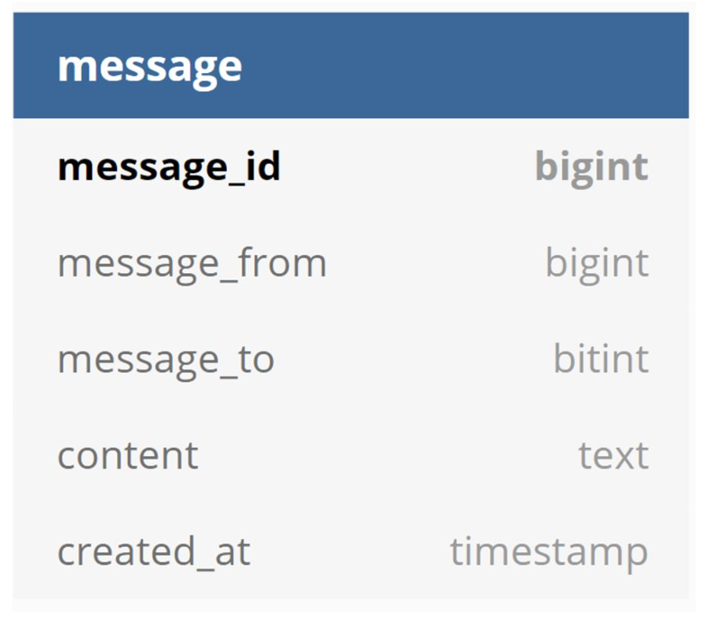 message
message_id bigint
message_from bigint
message_to bitint
content text
created_at timestamp